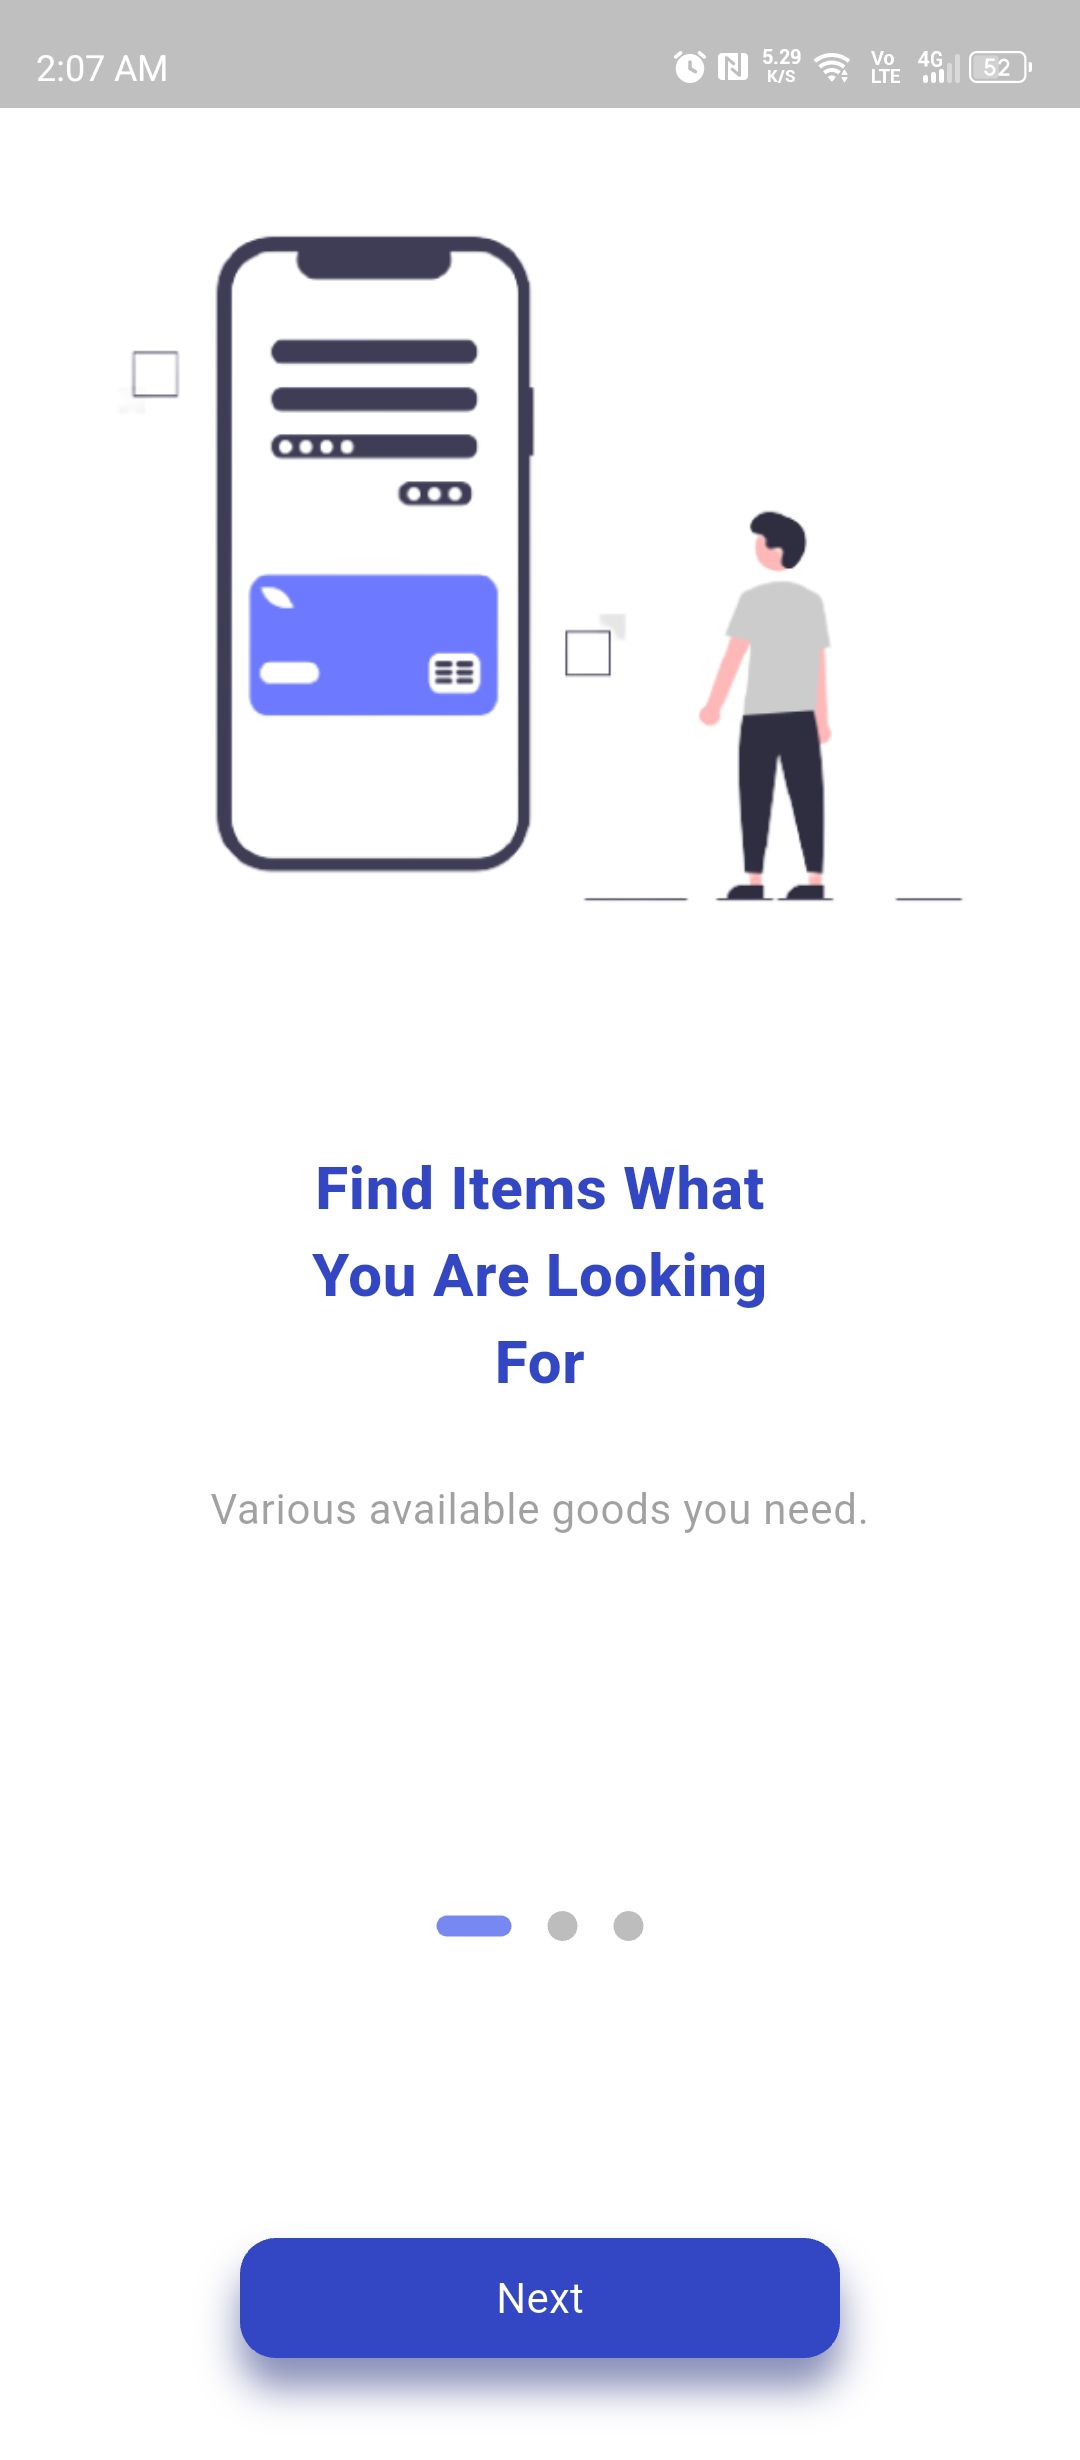 2:07 AM
5.29
K/S
Vo
LTE
4G
52
Find Items What
You Are Looking
For
Various available goods you need.
Next